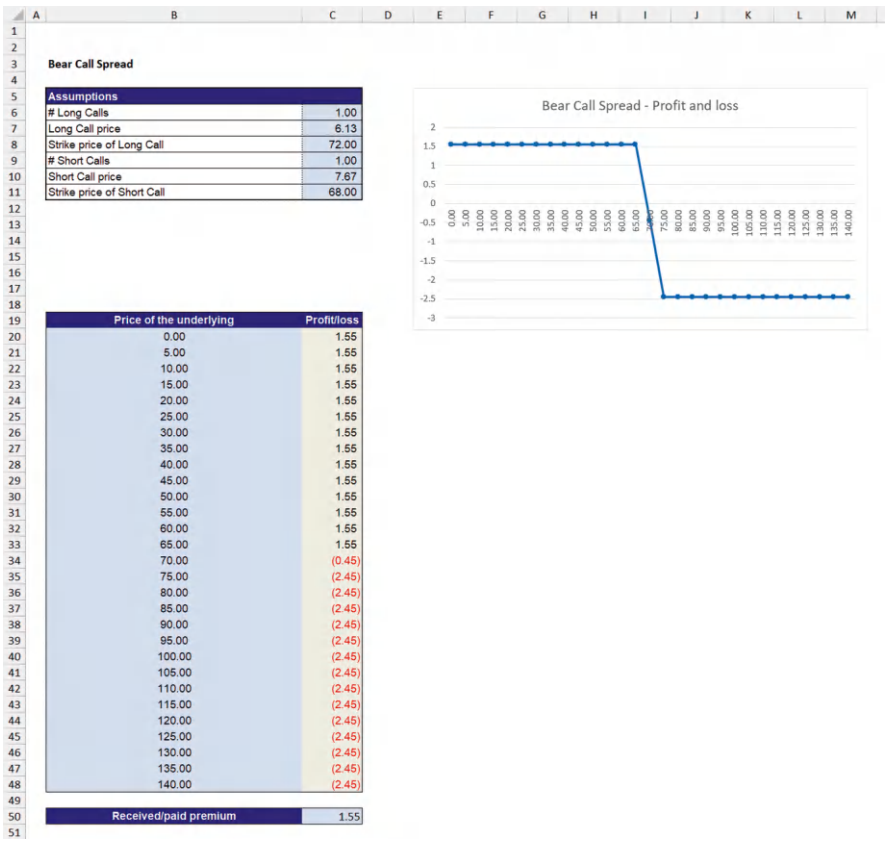 A B C D E F G H I J K L M
1
2
3 Bear Call Spread
4
5 Assumptions
6 # Long Calls 1.00
7 Long Call price 6.13
8 Strike price of Long Call 72.00
9 # Short Calls 1.00
10 Short Call price 7.67
11 Strike price of Short Call 68.00
12
13
14
15
16
17
18
19 Price of the underlying Profit/loss
20 0.00 1.55
21 5.00 1.55
22 10.00 1.55
23 15.00 1.55
24 20.00 1.55
25 25.00 1.55
26 30.00 1.55
27 35.00 1.55
28 40.00 1.55
29 45.00 1.55
30 50.00 1.55
31 55.00 1.55
32 60.00 1.55
33 65.00 1.55
34 70.00 (0.45)
35 75.00 (2.45)
36 80.00 (2.45)
37 85.00 (2.45)
38 90.00 (2.45)
39 95.00 (2.45)
40 100.00 (2.45)
41 105.00 (2.45)
42 110.00 (2.45)
43 115.00 (2.45)
44 120.00 (2.45)
45 125.00 (2.45)
46 130.00 (2.45)
47 135.00 (2.45)
48 140.00 (2.45)
49
50 Received/paid premium 1.55
51
Bear Call Spread - Profit and loss
2
1.5
1
0.5
0
-0.5
-1
-1.5
-2
-2.5
-3
0.00 5.00 10.00 15.00 20.00 25.00 30.00 35.00 40.00 45.00 50.00 55.00 60.00 65.00 70.00 75.00 80.00 85.00 90.00 95.00 100.00 105.00 110.00 115.00 120.00 125.00 130.00 135.00 140.00